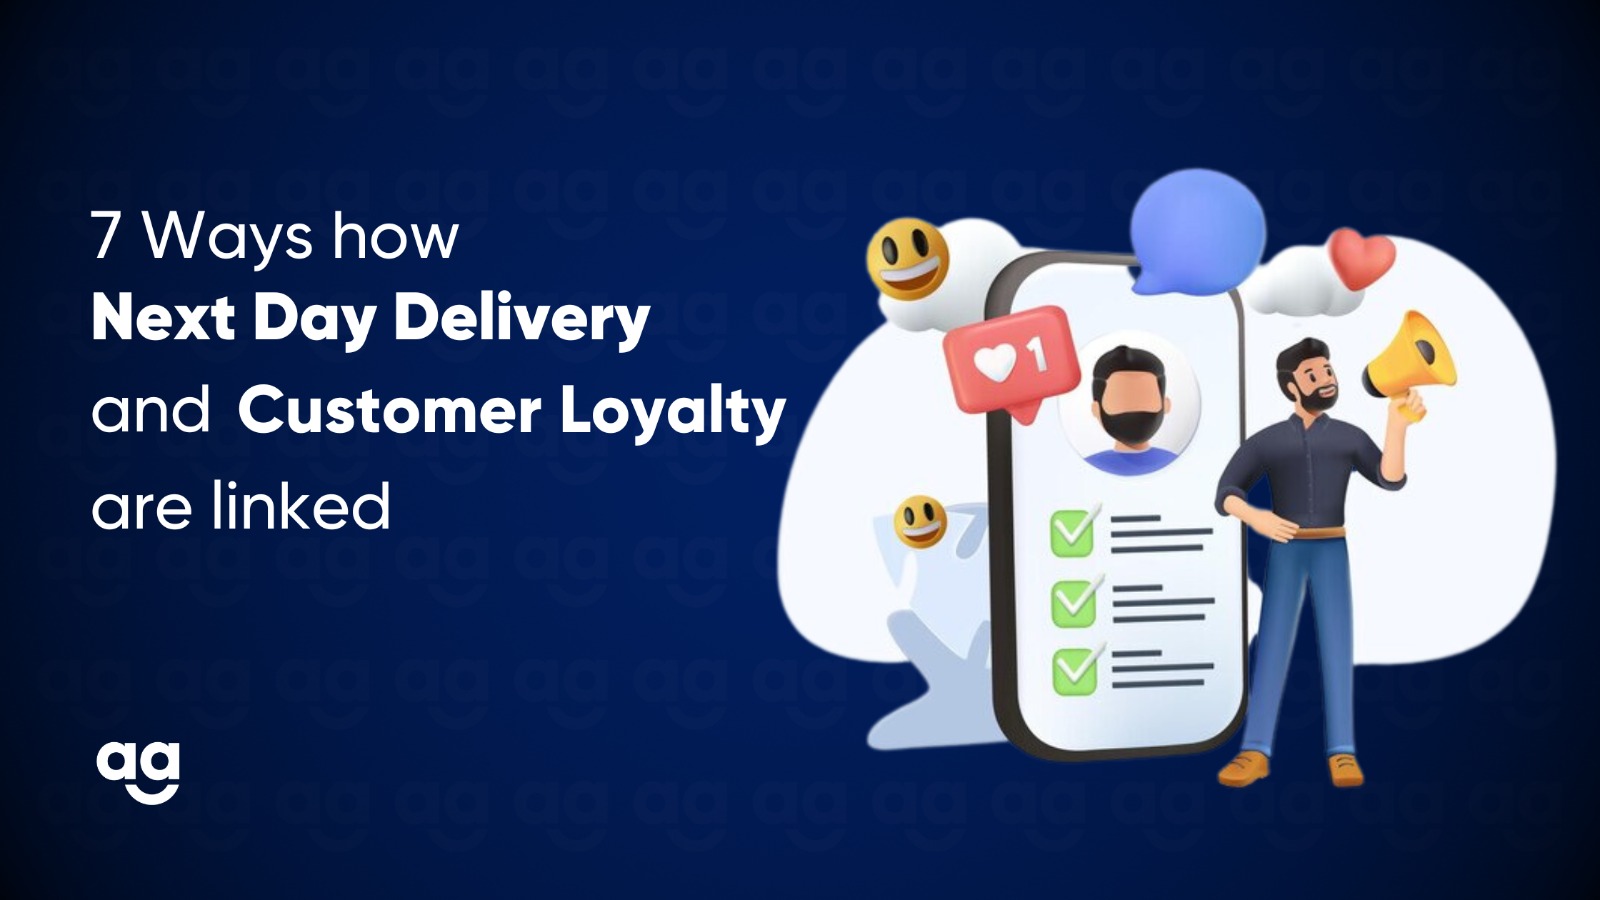 7 Ways how
Next Day Delivery
and Customer Loyalty
are linked
1
ag